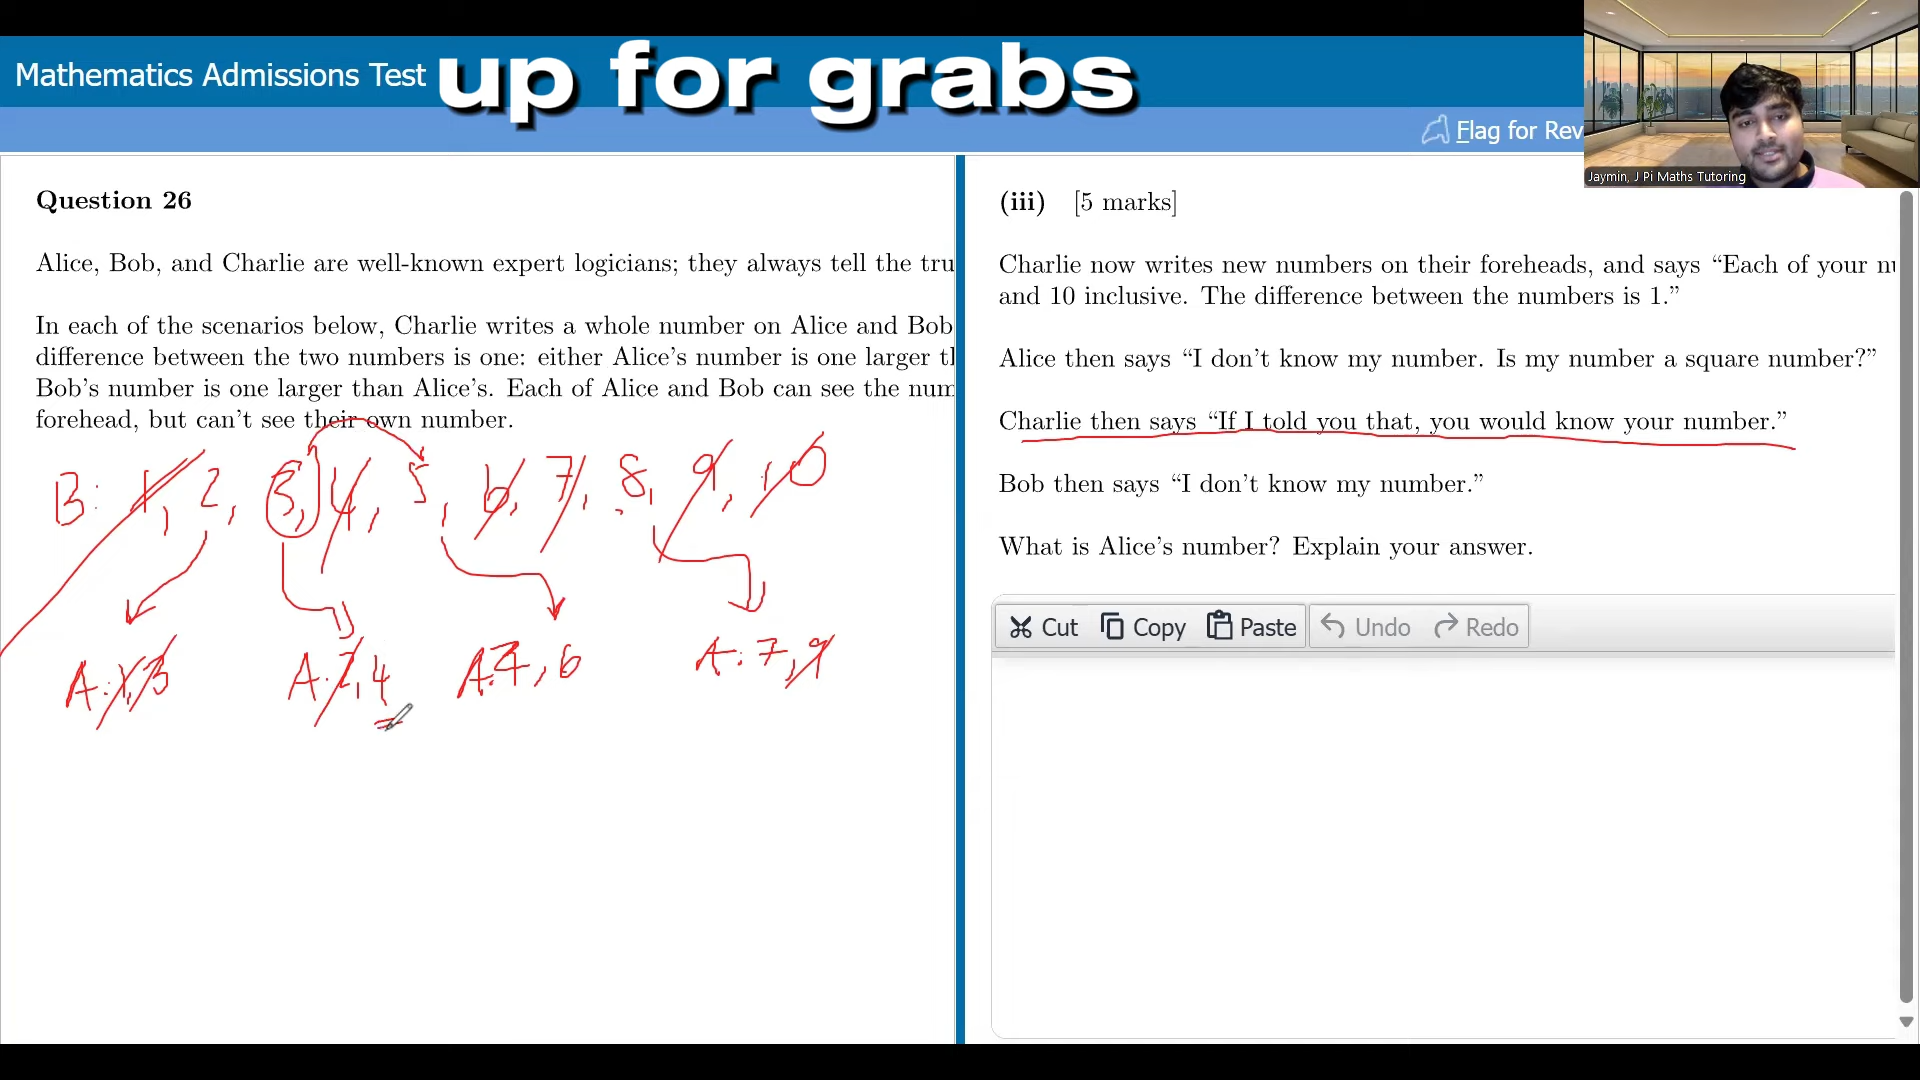 Mathematics Admissions Test
up for grabs
Flag for Rev
Jaymin, J Pi Maths Tutoring
Question 26
Alice, Bob, and Charlie are well-known expert logicians; they always tell the tru
In each of the scenarios below, Charlie writes a whole number on Alice and Bob
difference between the two numbers is one: either Alice's number is one larger th
Bob's number is one larger than Alice's. Each of Alice and Bob can see the num
forehead, but can't see their own number.
B: 1, 2, 3, 4, 5, 6, 7, 8, 9, 10
A: 1, 3
A: 2, 4
A: 4, 6
A: 7, 9
(iii) [5 marks]
Charlie now writes new numbers on their foreheads, and says “Each of your nu
and 10 inclusive. The difference between the numbers is 1.”
Alice then says “I don't know my number. Is my number a square number?”
Charlie then says “If I told you that, you would know your number.”
Bob then says “I don't know my number.”
What is Alice's number? Explain your answer.
Cut Copy Paste Undo Redo